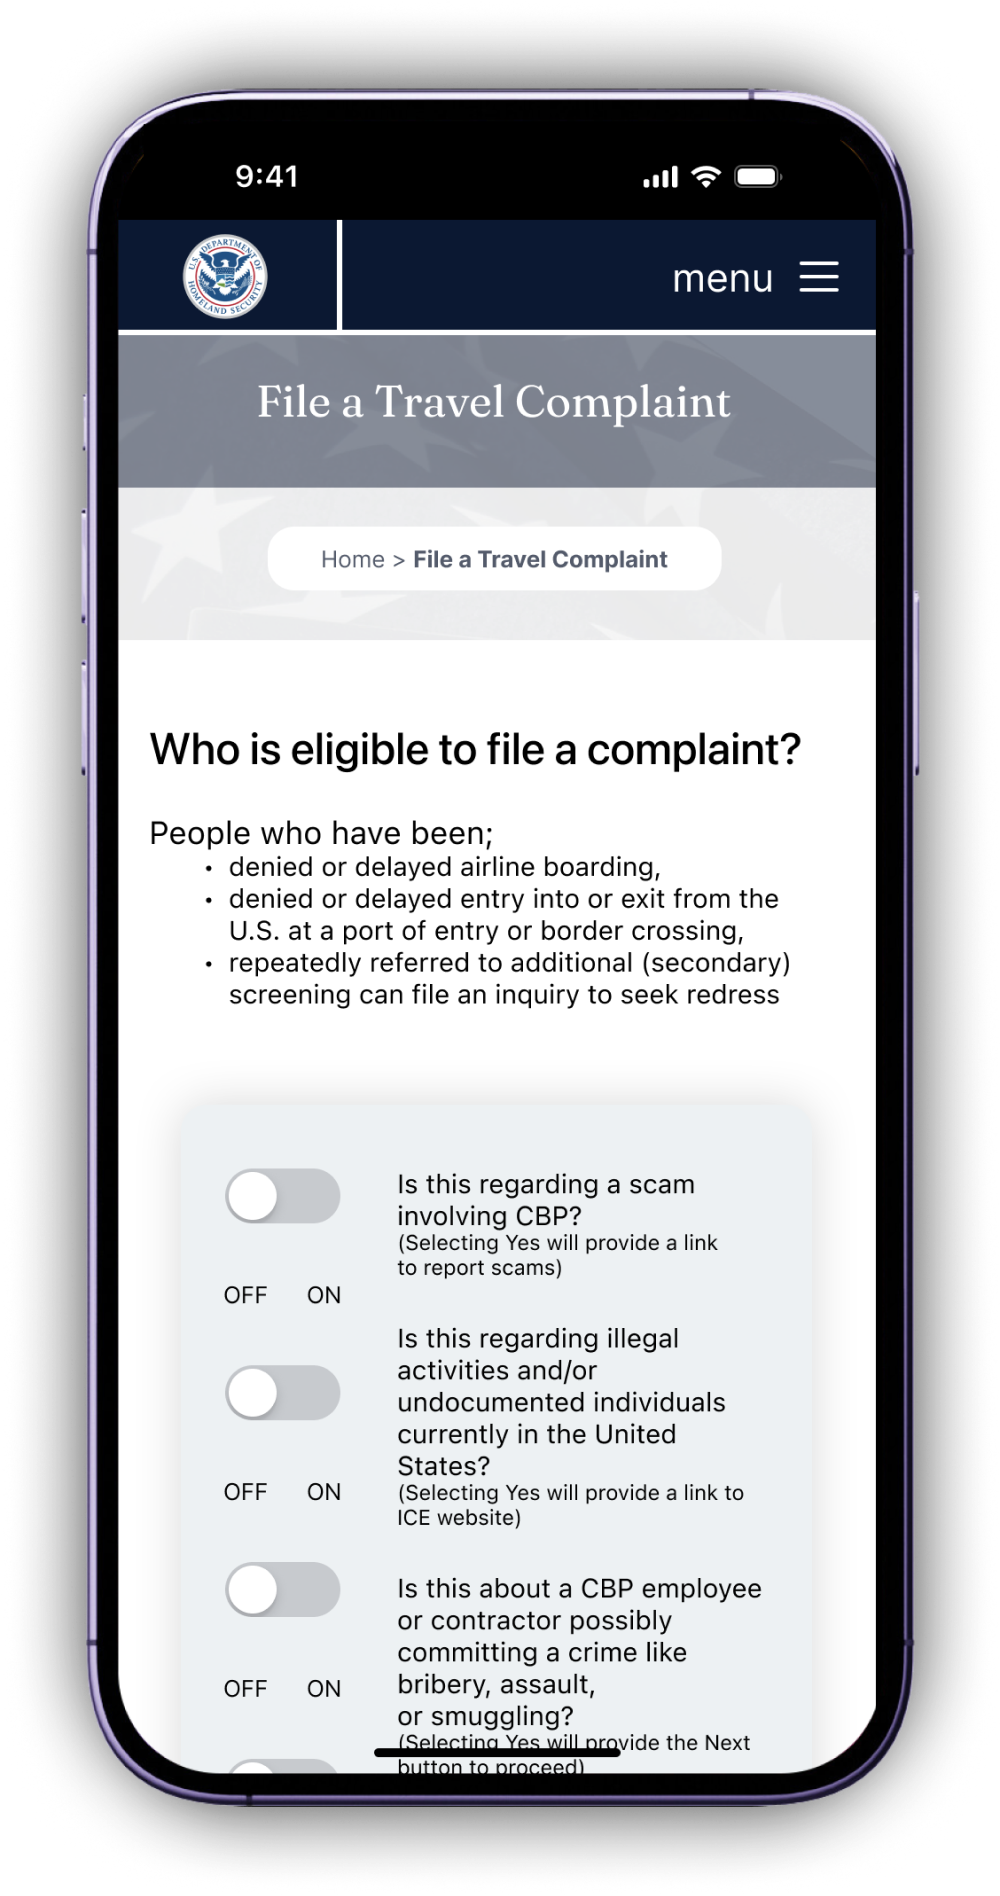 9:41
U.S. DEPARTMENT OF HOMELAND SECURITY
menu
File a Travel Complaint
Home > File a Travel Complaint
Who is eligible to file a complaint?
People who have been;
• denied or delayed airline boarding,
• denied or delayed entry into or exit from the
U.S. at a port of entry or border crossing,
• repeatedly referred to additional (secondary)
screening can file an inquiry to seek redress
Is this regarding a scam
involving CBP?
(Selecting Yes will provide a link
to report scams)
OFF ON
Is this regarding illegal
activities and/or
undocumented individuals
currently in the United
States?
(Selecting Yes will provide a link to
ICE website)
OFF ON
Is this about a CBP employee
or contractor possibly
committing a crime like
bribery, assault,
or smuggling?
(Selecting Yes will provide the Next
button to proceed)
OFF ON